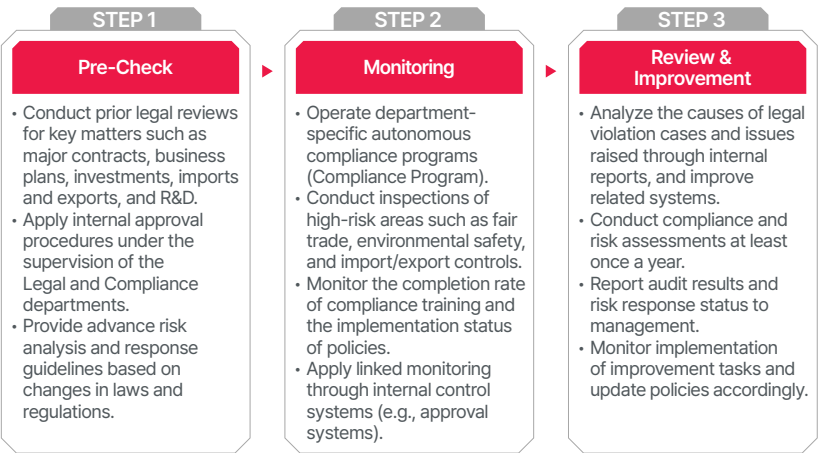 STEP 1
Pre-Check
• Conduct prior legal reviews
for key matters such as
major contracts, business
plans, investments, imports
and exports, and R&D.
• Apply internal approval
procedures under the
supervision of the
Legal and Compliance
departments.
• Provide advance risk
analysis and response
guidelines based on
changes in laws and
regulations.
STEP 2
Monitoring
• Operate department-
specific autonomous
compliance programs
(Compliance Program).
• Conduct inspections of
high-risk areas such as fair
trade, environmental safety,
and import/export controls.
• Monitor the completion rate
of compliance training and
the implementation status
of policies.
• Apply linked monitoring
through internal control
systems (e.g., approval
systems).
STEP 3
Review &
Improvement
• Analyze the causes of legal
violation cases and issues
raised through internal
reports, and improve
related systems.
• Conduct compliance and
risk assessments at least
once a year.
• Report audit results and
risk response status to
management.
• Monitor implementation
of improvement tasks and
update policies accordingly.